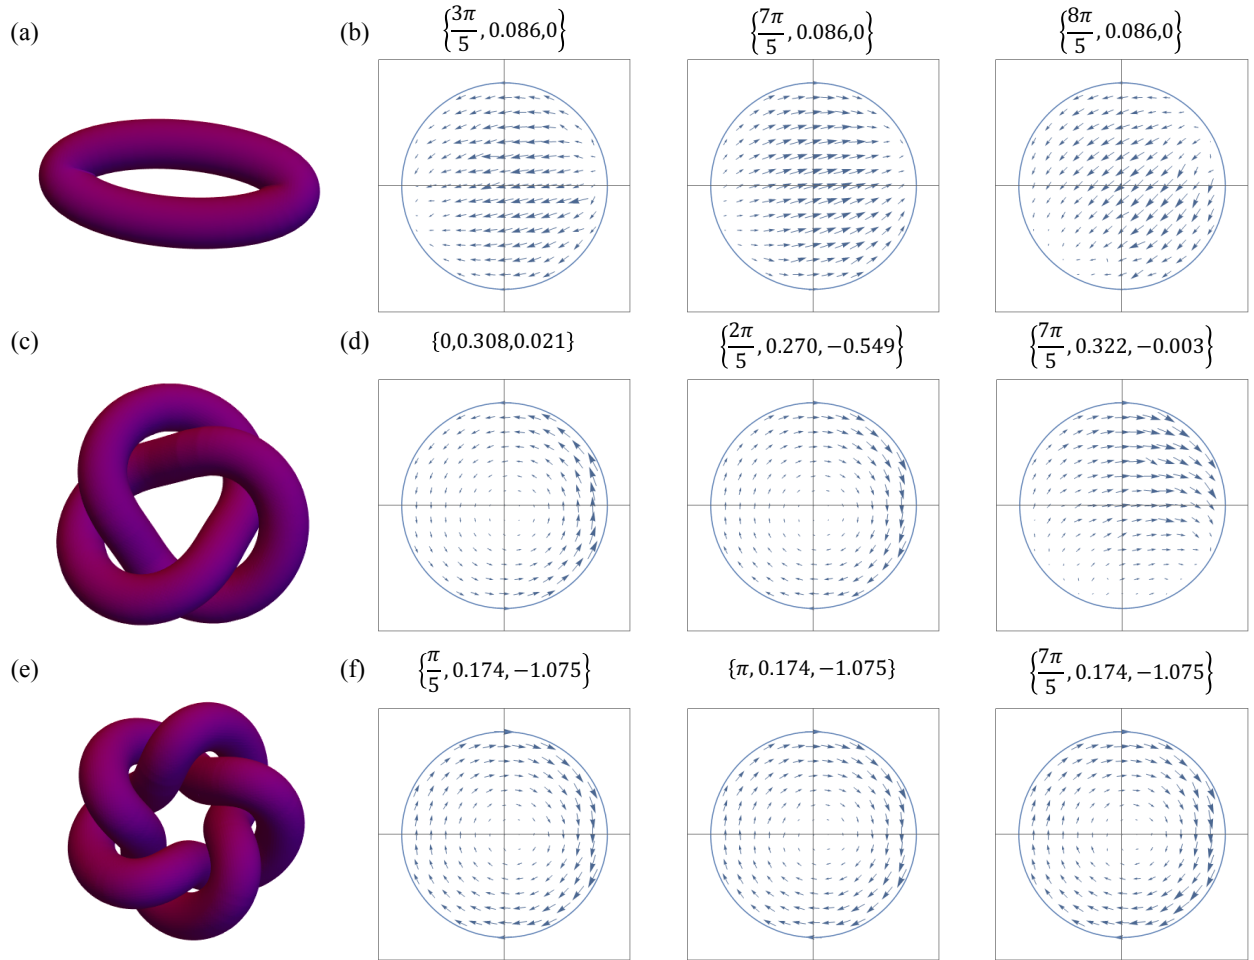 (a)
(b)
{3π/5, 0.086,0}
{7π/5, 0.086,0}
{8π/5, 0.086,0}
(c)
(d)
{0,0.308,0.021}
{2π/5, 0.270, −0.549}
{7π/5, 0.322, −0.003}
(e)
(f)
{π/5, 0.174, −1.075}
{π, 0.174, −1.075}
{7π/5, 0.174, −1.075}